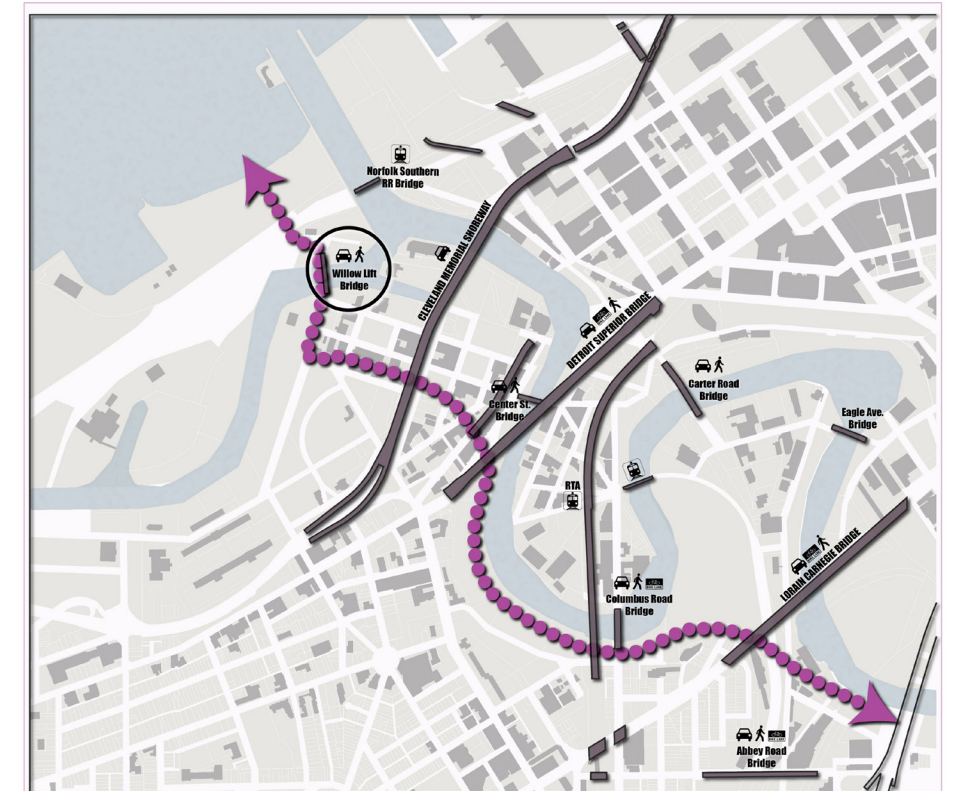 Norfolk Southern
RR Bridge
CLEVELAND MEMORIAL SHOREWAY
Willow Lift
Bridge
DETROIT SUPERIOR BRIDGE
Carter Road
Bridge
Center St.
Bridge
Eagle Ave.
Bridge
RTA
LORAIN CARNEGIE BRIDGE
Columbus Road
Bridge
Abbey Road
Bridge